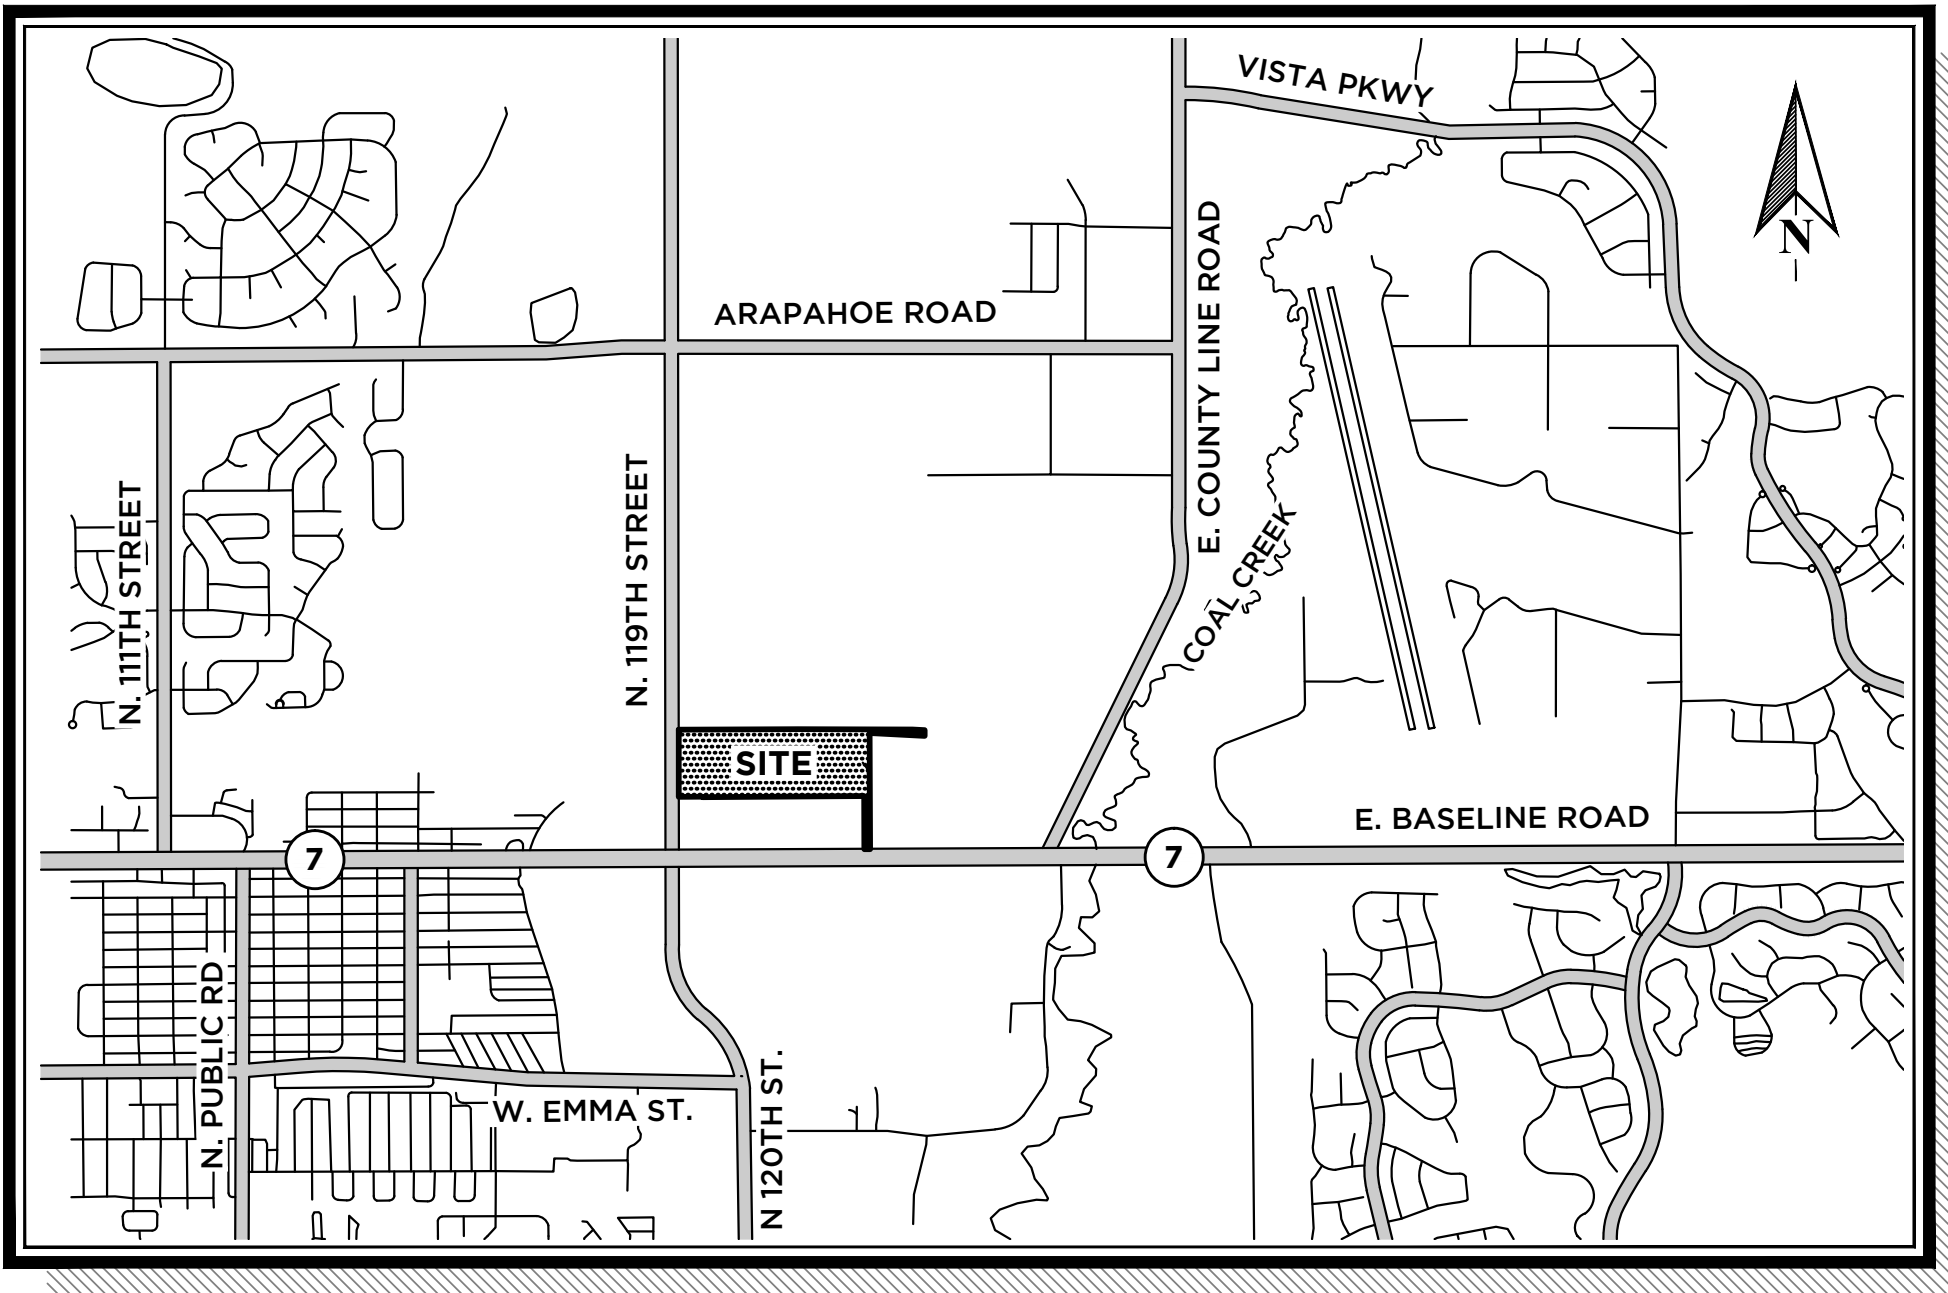 VISTA PKWY
N
ARAPAHOE ROAD
E. COUNTY LINE ROAD
N. 111TH STREET
N. 119TH STREET
COAL CREEK
SITE
E. BASELINE ROAD
7
7
N. PUBLIC RD
W. EMMA ST.
N 120TH ST.